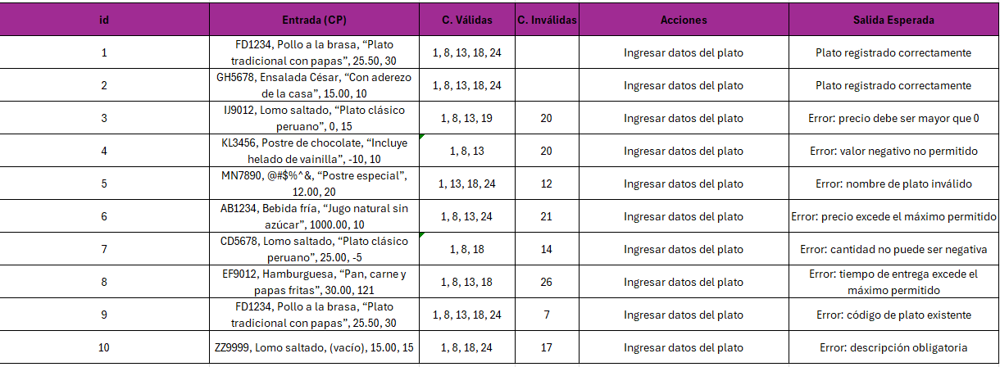 id Entrada (CP) C. Válidas C. Inválidas Acciones Salida Esperada
FD1234, Pollo a la brasa, “Plato
tradicional con papas”, 25.50, 30
1 1, 8, 13, 18, 24 Ingresar datos del plato Plato registrado correctamente
GH5678, Ensalada César, “Con aderezo
de la casa”, 15.00, 10
2 1, 8, 13, 18, 24 Ingresar datos del plato Plato registrado correctamente
IJ9012, Lomo saltado, “Plato clásico
peruano”, 0, 15
3 1, 8, 13, 19 20 Ingresar datos del plato Error: precio debe ser mayor que 0
KL3456, Postre de chocolate, “Incluye
helado de vainilla”, -10, 10
4 1, 8, 13 20 Ingresar datos del plato Error: valor negativo no permitido
MN7890, @#$%^&, “Postre especial”,
12.00, 20
5 1, 13, 18, 24 12 Ingresar datos del plato Error: nombre de plato inválido
AB1234, Bebida fría, “Jugo natural sin
azúcar”, 1000.00, 10
6 1, 8, 13, 24 21 Ingresar datos del plato Error: precio excede el máximo permitido
CD5678, Lomo saltado, “Plato clásico
peruano”, 25.00, -5
7 1, 8, 18 14 Ingresar datos del plato Error: cantidad no puede ser negativa
EF9012, Hamburguesa, “Pan, carne y
papas fritas”, 30.00, 121
8 1, 8, 13, 18 26 Ingresar datos del plato Error: tiempo de entrega excede el
máximo permitido
FD1234, Pollo a la brasa, “Plato
tradicional con papas”, 25.50, 30
9 1, 8, 13, 18, 24 7 Ingresar datos del plato Error: código de plato existente
10 ZZ9999, Lomo saltado, (vacío), 15.00, 15 1, 8, 18, 24 17 Ingresar datos del plato Error: descripción obligatoria